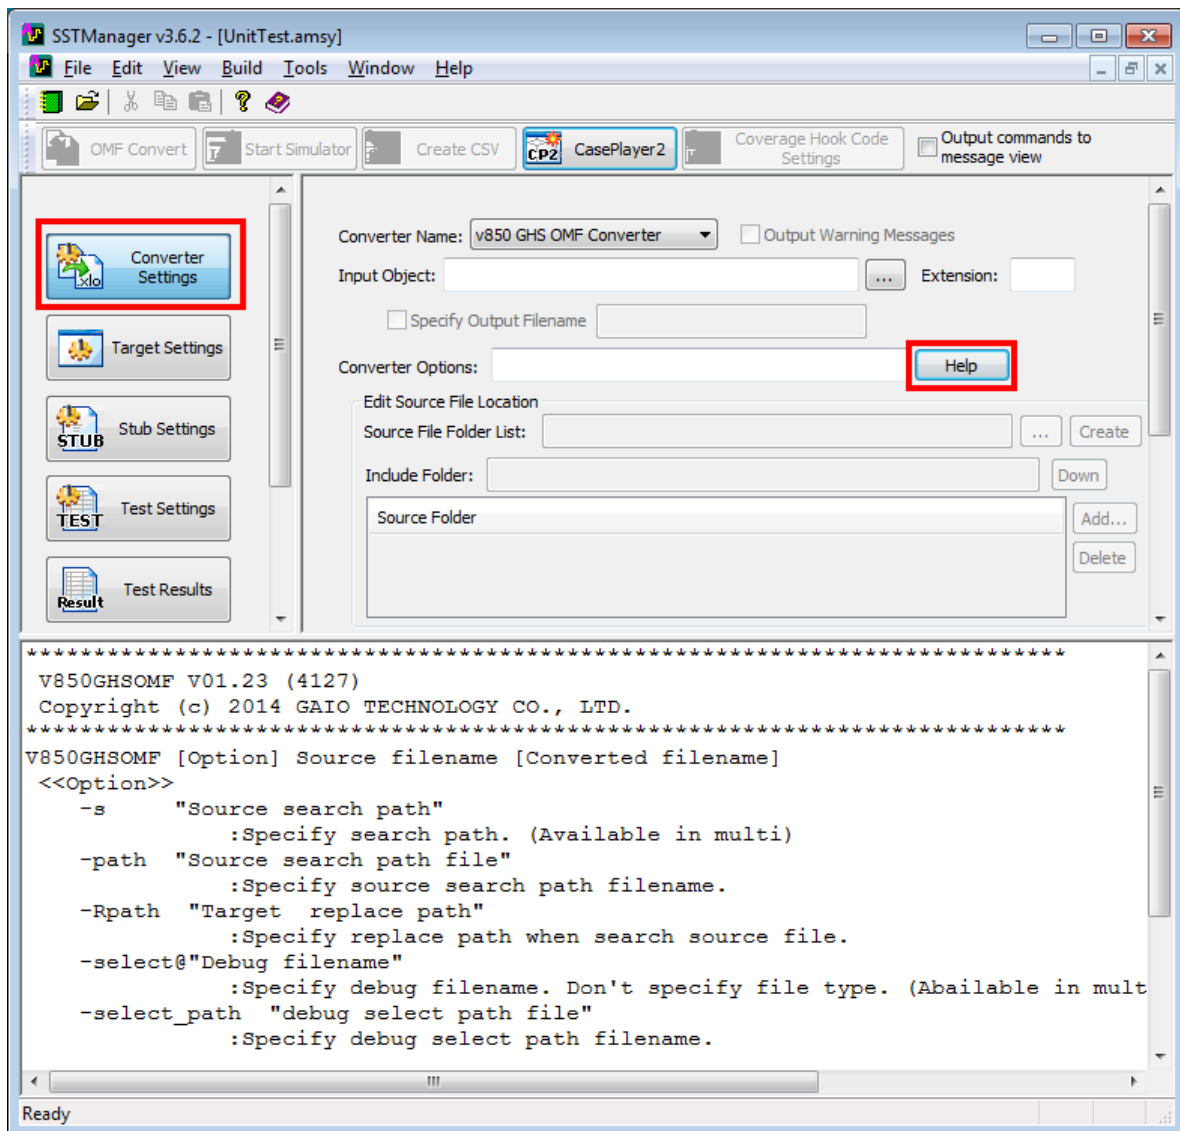 SSTManager v3.6.2 - [UnitTest.amsy]
File Edit View Build Tools Window Help
OMF Convert Start Simulator Create CSV CP2 CasePlayer2 Coverage Hook Code Settings Output commands to message view
Converter Settings
.xlo
Target Settings
STUB Stub Settings
TEST Test Settings
Result Test Results
Converter Name: v850 GHS OMF Converter Output Warning Messages
Input Object: ... Extension:
Specify Output Filename
Converter Options: Help
Edit Source File Location
Source File Folder List: ... Create
Include Folder: Down
Source Folder
Add...
Delete
******************************************************************************
V850GHSOMF V01.23 (4127)
Copyright (c) 2014 GAIO TECHNOLOGY CO., LTD.
******************************************************************************
V850GHSOMF [Option] Source filename [Converted filename]
<<Option>>
-s "Source search path"
:Specify search path. (Available in multi)
-path "Source search path file"
:Specify source search path filename.
-Rpath "Target replace path"
:Specify replace path when search source file.
-select@"Debug filename"
:Specify debug filename. Don't specify file type. (Abailable in mult
-select_path "debug select path file"
:Specify debug select path filename.
Ready